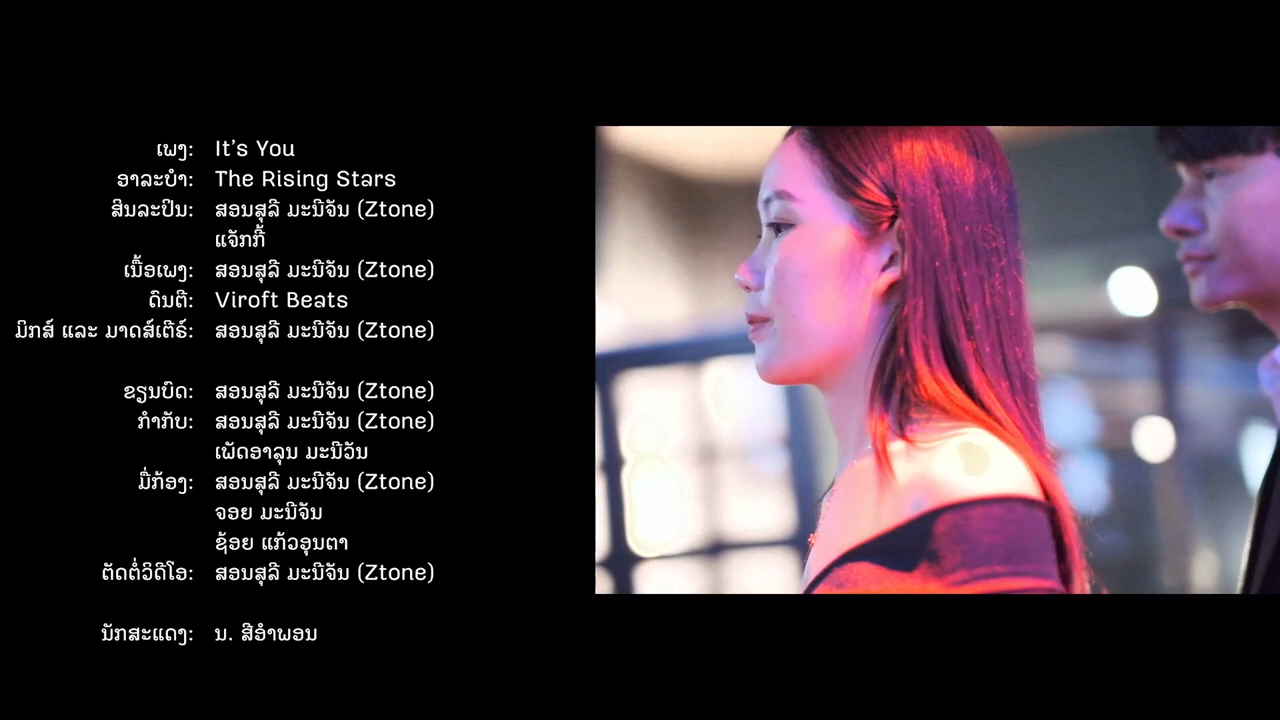 ເພງ: It's You
ອາລະບຳ: The Rising Stars
ສິນລະປິນ: ສອນສຸລີ ມະນີຈັນ (Ztone)
ແຈັກກີ້
ເນື້ອເພງ: ສອນສຸລີ ມະນີຈັນ (Ztone)
ດົນຕີ: Viroft Beats
ມິກສ໌ ແລະ ມາດສ໌ເຕີຣ໌: ສອນສຸລີ ມະນີຈັນ (Ztone)
ຂຽນບົດ: ສອນສຸລີ ມະນີຈັນ (Ztone)
ກຳກັບ: ສອນສຸລີ ມະນີຈັນ (Ztone)
ເພັດອາລຸນ ມະນີວັນ
ມືກ້ອງ: ສອນສຸລີ ມະນີຈັນ (Ztone)
ຈອຍ ມະນີຈັນ
ຊ້ອຍ ແກ້ວອຸນຕາ
ຕັດຕໍ່ວິດີໂອ: ສອນສຸລີ ມະນີຈັນ (Ztone)
ນັກສະແດງ: ນ. ສີອຳພອນ